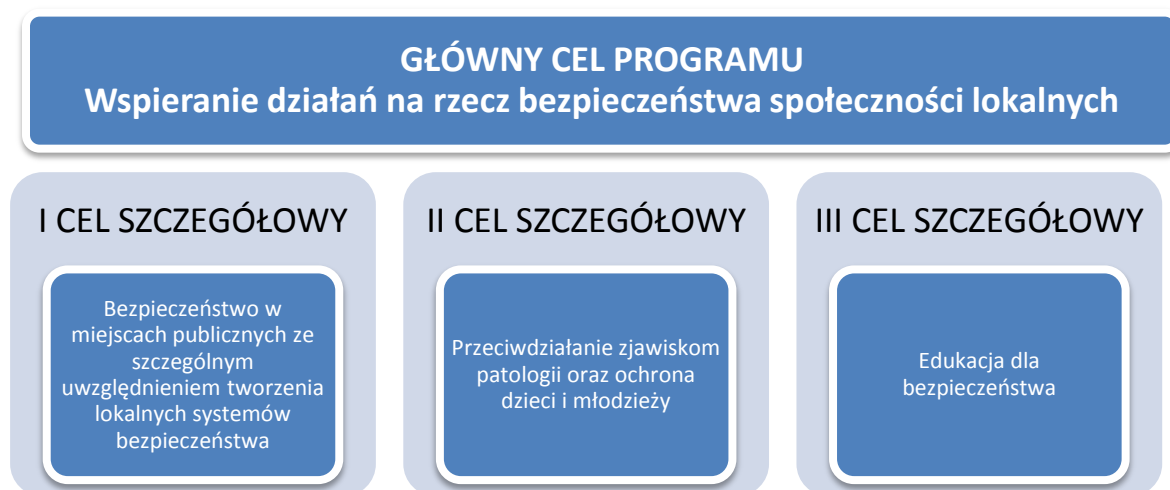 GŁÓWNY CEL PROGRAMU
Wspieranie działań na rzecz bezpieczeństwa społeczności lokalnych
I CEL SZCZEGÓŁOWY
Bezpieczeństwo w
miejscach publicznych ze
szczególnym
uwzględnieniem tworzenia
lokalnych systemów
bezpieczeństwa
II CEL SZCZEGÓŁOWY
Przeciwdziałanie zjawiskom
patologii oraz ochrona
dzieci i młodzieży
III CEL SZCZEGÓŁOWY
Edukacja dla
bezpieczeństwa